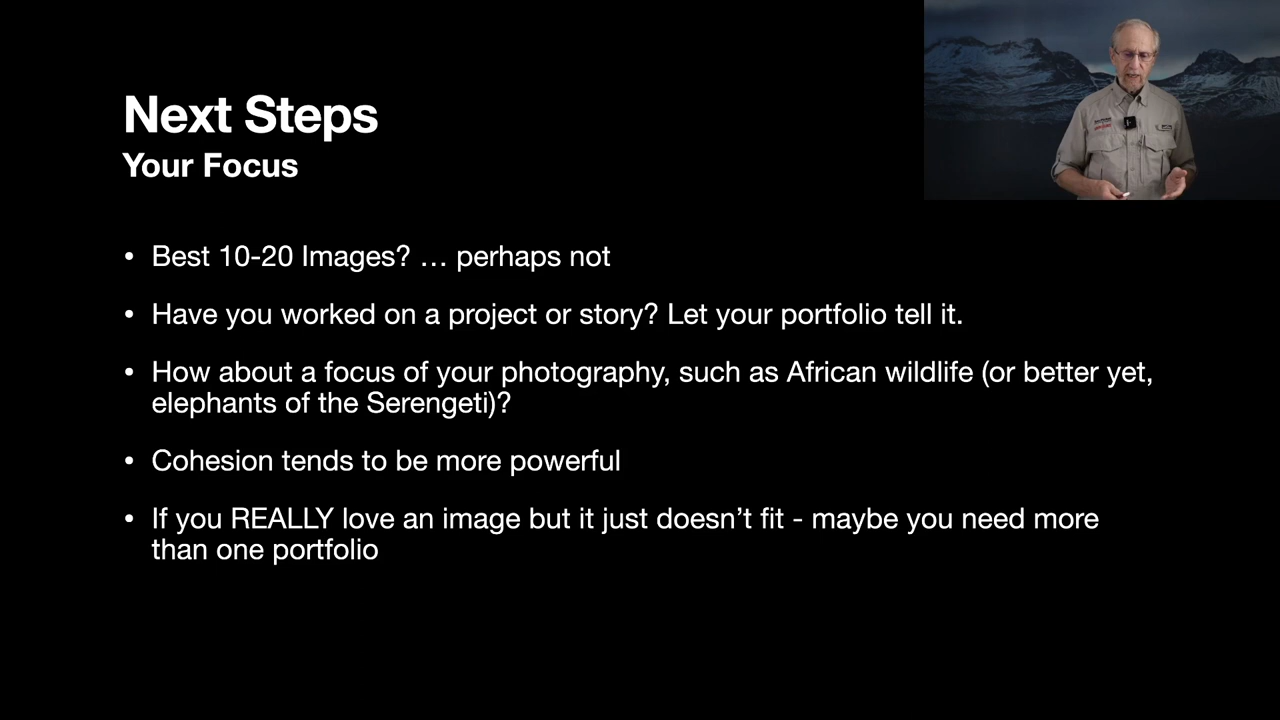 Next Steps
Your Focus
• Best 10-20 Images? … perhaps not
• Have you worked on a project or story? Let your portfolio tell it.
• How about a focus of your photography, such as African wildlife (or better yet,
elephants of the Serengeti)?
• Cohesion tends to be more powerful
• If you REALLY love an image but it just doesn’t fit - maybe you need more
than one portfolio